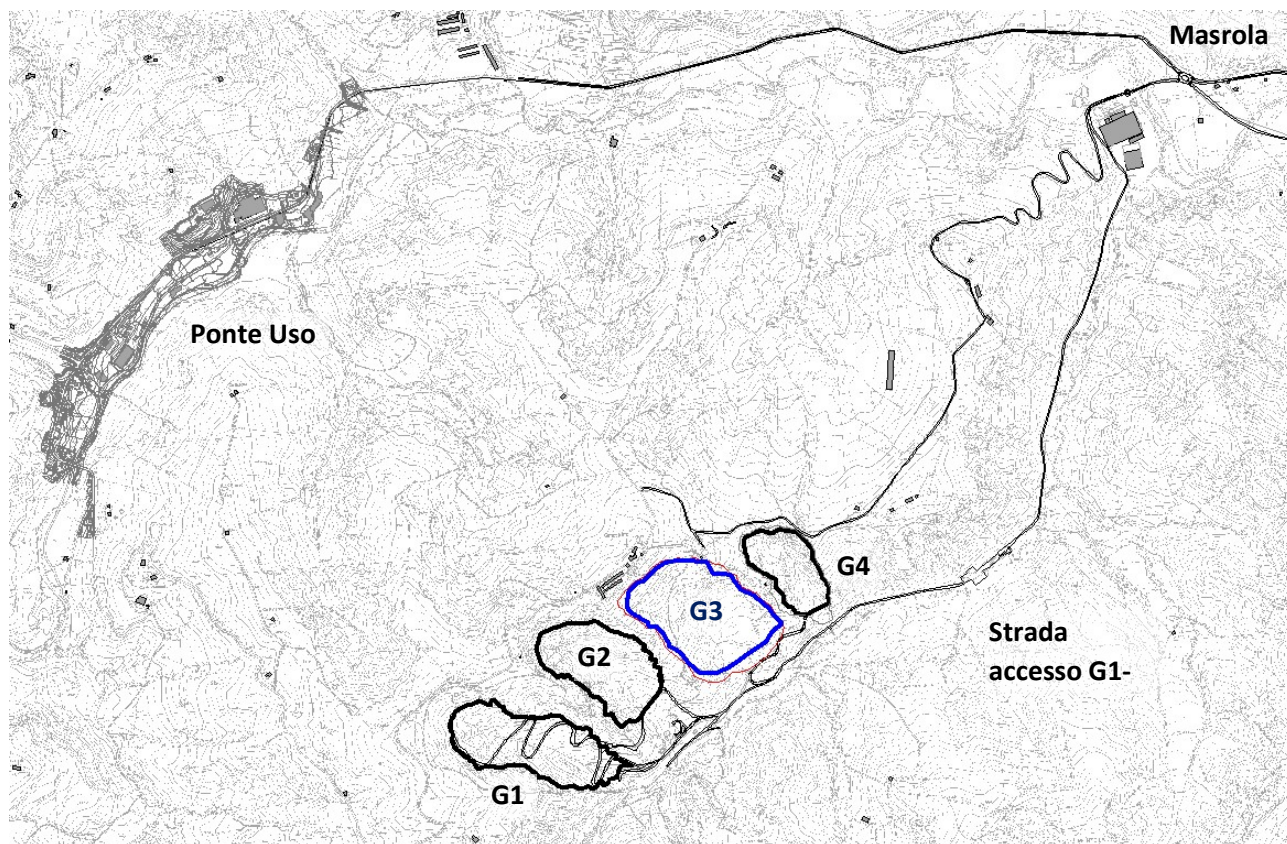 Masrola
Ponte Uso
G4
G3
Strada
accesso G1-
G2
G1